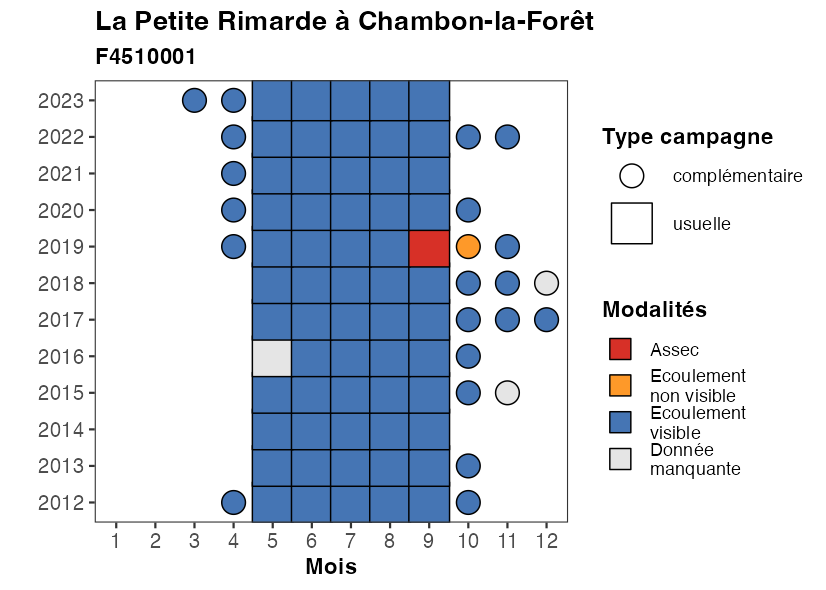 La Petite Rimarde à Chambon-la-Forêt
F4510001
2023
2022
2021
2020
2019
2018
2017
2016
2015
2014
2013
2012
1 2 3 4 5 6 7 8 9 10 11 12
Mois
Type campagne
complémentaire
usuelle
Modalités
Assec
Ecoulement
non visible
Ecoulement
visible
Donnée
manquante